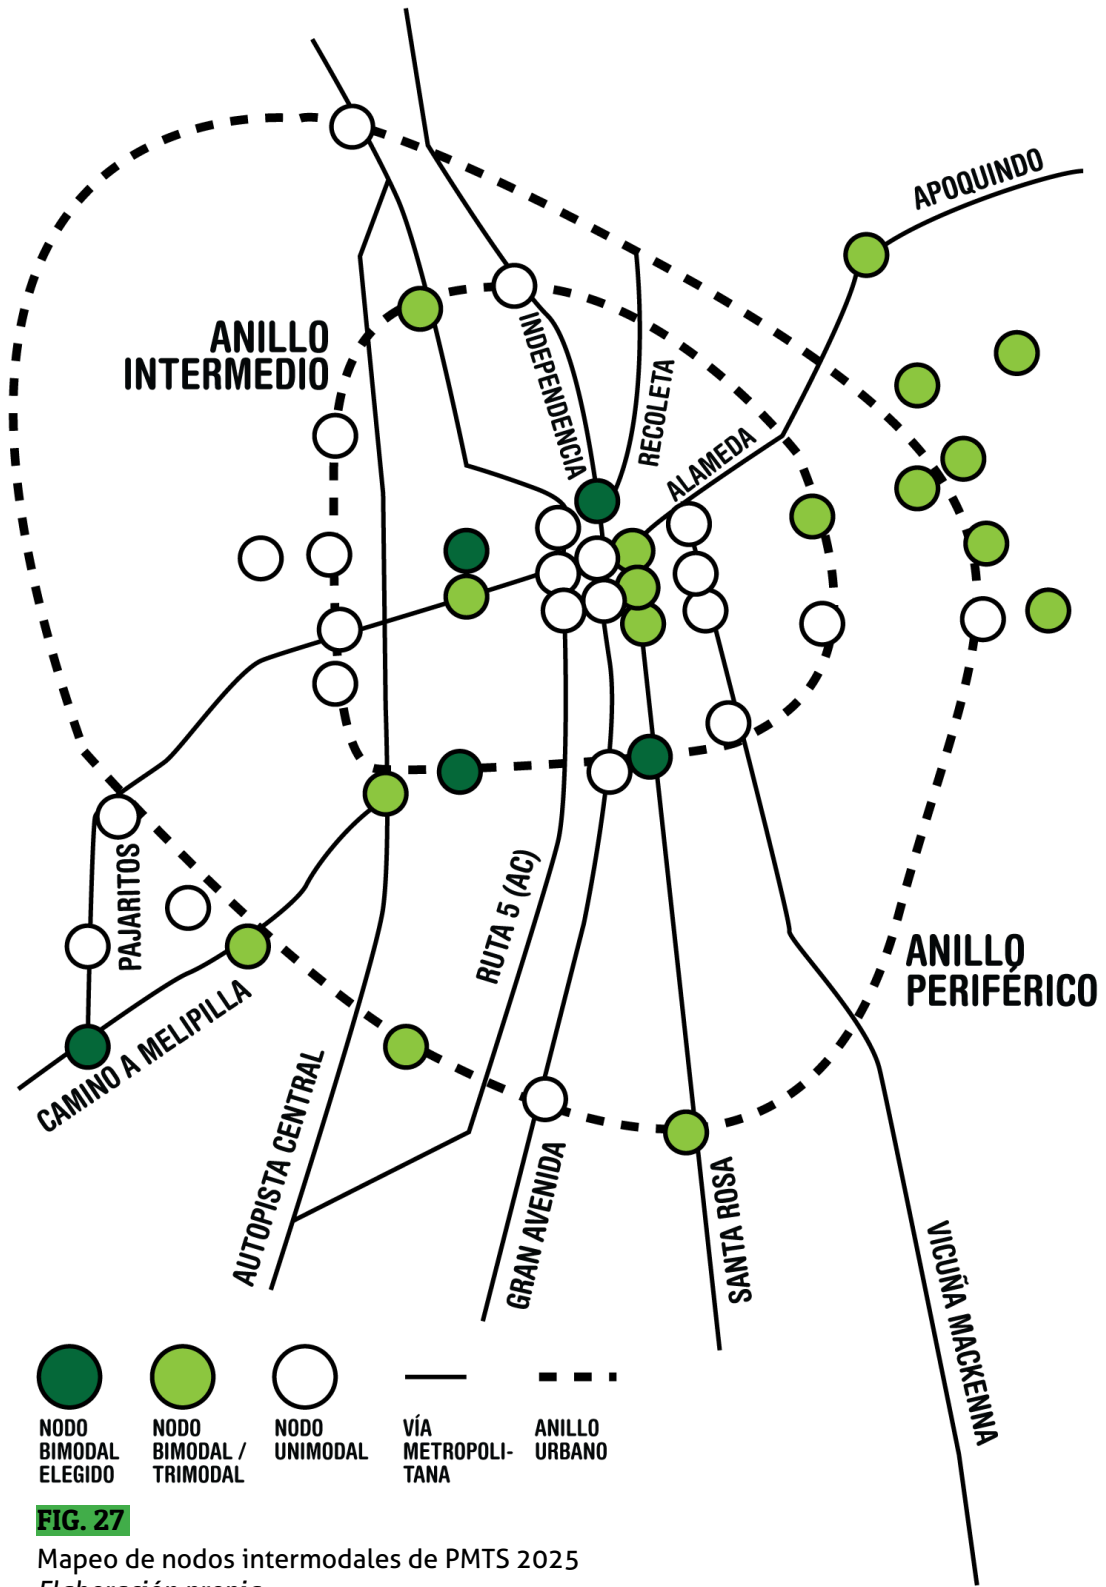 APOQUINDO
ANILLO
INTERMEDIO
INDEPENDENCIA
RECOLETA
ALAMEDA
PAJARITOS
CAMINO A MELIPILLA
RUTA 5 (AC)
ANILLO
PERIFÉRICO
AUTOPISTA CENTRAL
GRAN AVENIDA
SANTA ROSA
VICUÑA MACKENNA
NODO
BIMODAL
ELEGIDO
NODO
BIMODAL /
TRIMODAL
NODO
UNIMODAL
VÍA
METROPOLI-
TANA
ANILLO
URBANO
FIG. 27
Mapeo de nodos intermodales de PMTS 2025
Elaboración propia